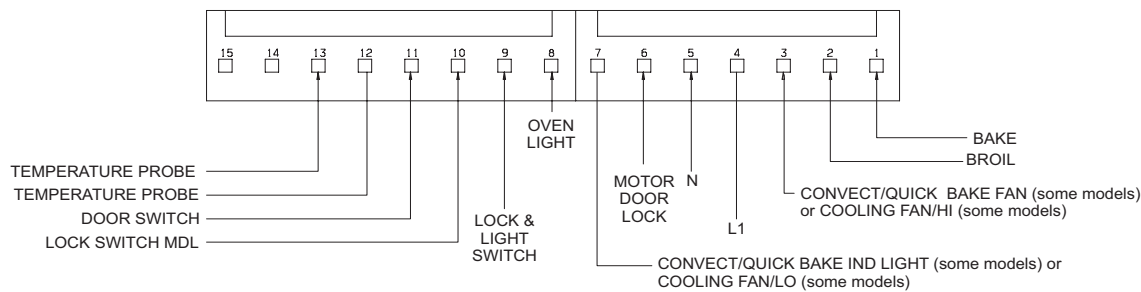 15 14 13 12 11 10 9 8 7 6 5 4 3 2 1
OVEN
LIGHT
BAKE
BROIL
TEMPERATURE PROBE
TEMPERATURE PROBE
DOOR SWITCH
LOCK SWITCH MDL
LOCK &
LIGHT
SWITCH
MOTOR
DOOR
LOCK
N
L1
CONVECT/QUICK BAKE FAN (some models)
or COOLING FAN/HI (some models)
CONVECT/QUICK BAKE IND LIGHT (some models) or
COOLING FAN/LO (some models)